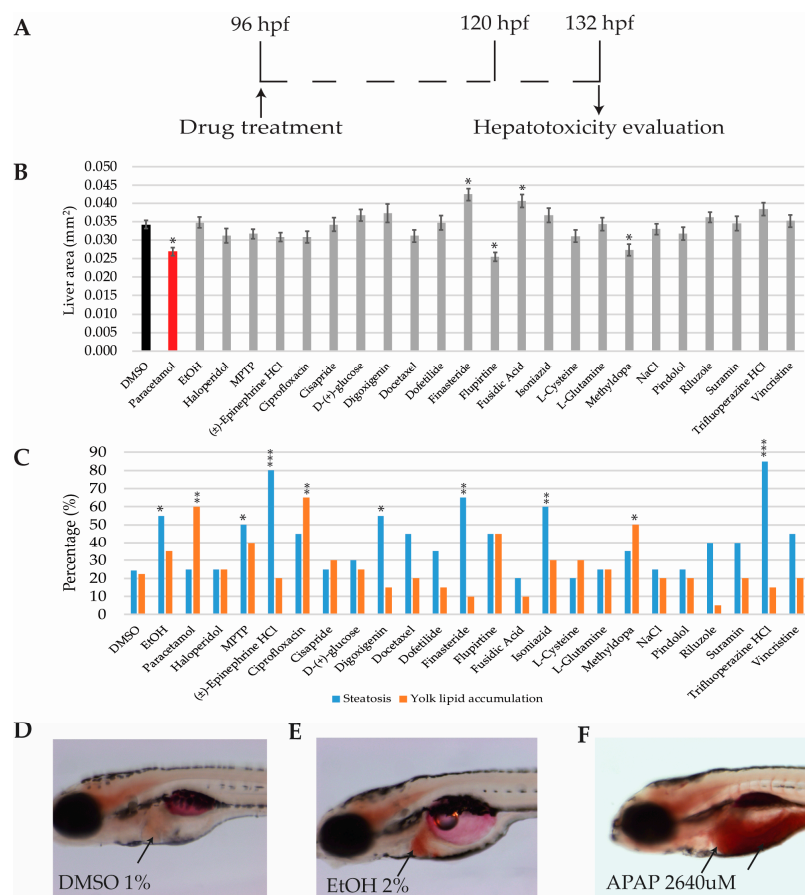 A
96 hpf 120 hpf 132 hpf
Drug treatment Hepatotoxicity evaluation
B
Liver area (mm²)
0.050
0.045
0.040
0.035
0.030
0.025
0.020
0.015
0.010
0.005
0.000
*
*
*
*
*
DMSO
Paracetamol
EtOH
Haloperidol
MPTP
(±)-Epinephrine HCl
Ciprofloxacin
Cisapride
D-(+)-glucose
Digoxigenin
Docetaxel
Dofetilide
Finasteride
Flupirtine
Fusidic Acid
Isoniazid
L-Cysteine
L-Glutamine
Methyldopa
NaCl
Pindolol
Riluzole
Suramin
Trifluoperazine HCl
Vincristine
C
Percentage (%)
90
80
70
60
50
40
30
20
10
0
*
**
*
***
**
*
**
**
*
***
DMSO
EtOH
Paracetamol
Haloperidol
MPTP
(±)-Epinephrine HCl
Ciprofloxacin
Cisapride
D-(+)-glucose
Digoxigenin
Docetaxel
Dofetilide
Finasteride
Flupirtine
Fusidic Acid
Isoniazid
L-Cysteine
L-Glutamine
Methyldopa
NaCl
Pindolol
Riluzole
Suramin
Trifluoperazine HCl
Vincristine
Steatosis Yolk lipid accumulation
D E F
DMSO 1% EtOH 2% APAP 2640uM